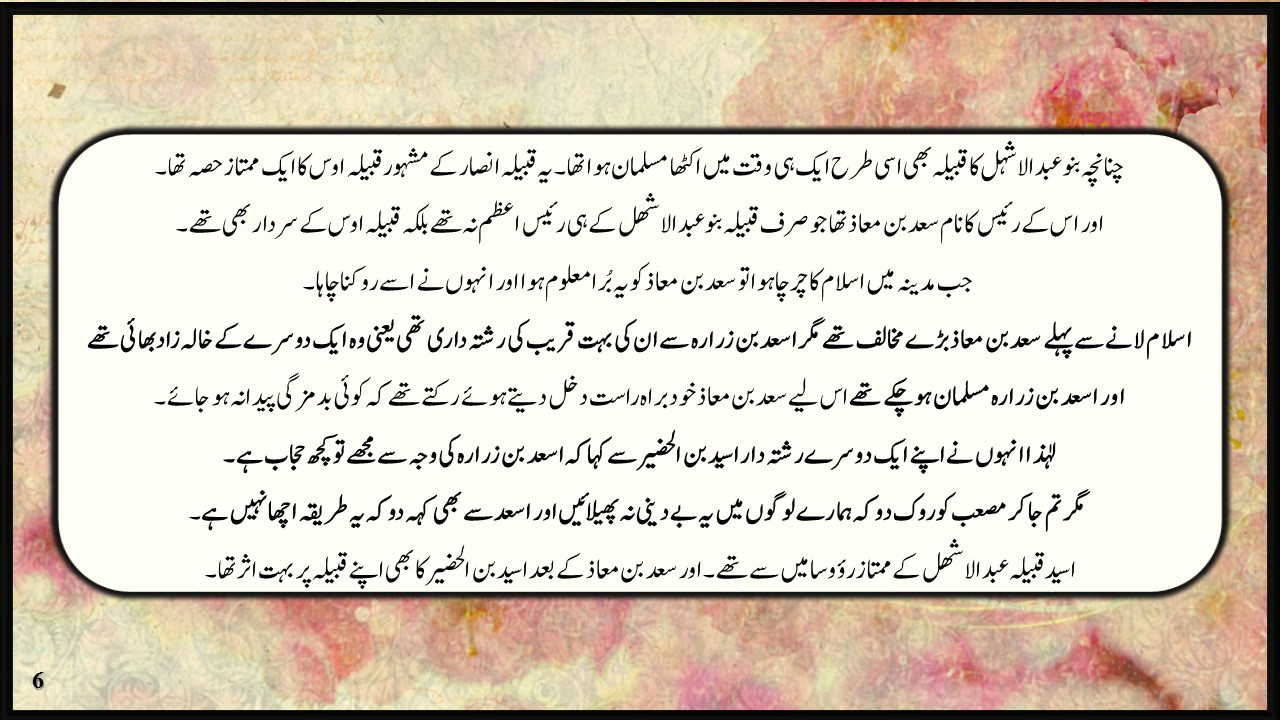 چنانچہ بنو عبد الاشہل کا قبیلہ بھی اسی طرح ایک ہی وقت میں اکٹھا مسلمان ہوا تھا۔ یہ قبیلہ انصار کے مشہور قبیلہ اوس کا ایک ممتاز حصہ تھا۔
اور اس کے رئیس کا نام سعد بن معاذ تھا جو صرف قبیلہ بنو عبد الاشھل کے ہی رئیس اعظم نہ تھے بلکہ قبیلہ اوس کے سردار بھی تھے۔
جب مدینہ میں اسلام کا چرچا ہوا تو سعد بن معاذ کو یہ بُرا معلوم ہوا اور انہوں نے اسے روکنا چاہا۔
اسلام لانے سے پہلے سعد بن معاذ بڑے مخالف تھے مگر اسعد بن زرارہ سے ان کی بہت قریب کی رشتہ داری تھی یعنی وہ ایک دوسرے کے خالہ زاد بھائی تھے
اور اسعد بن زرارہ مسلمان ہو چکے تھے اس لیے سعد بن معاذ خود براہ راست دخل دیتے ہوئے رکتے تھے کہ کوئی بدمزگی پیدا نہ ہو جائے۔
لہٰذا انہوں نے اپنے ایک دوسرے رشتہ دار اسید بن الحضیر سے کہا کہ اسعد بن زرارہ کی وجہ سے مجھے تو کچھ حجاب ہے۔
مگر تم جا کر مصعب کو روک دو کہ ہمارے لوگوں میں یہ بے دینی نہ پھیلائیں اور اسعد سے بھی کہہ دو کہ یہ طریقہ اچھا نہیں ہے۔
اسید قبیلہ عبد الاشھل کے ممتاز رؤوسا میں سے تھے۔ اور سعد بن معاذ کے بعد اسید بن الحضیر کا بھی اپنے قبیلہ پر بہت اثر تھا۔
6